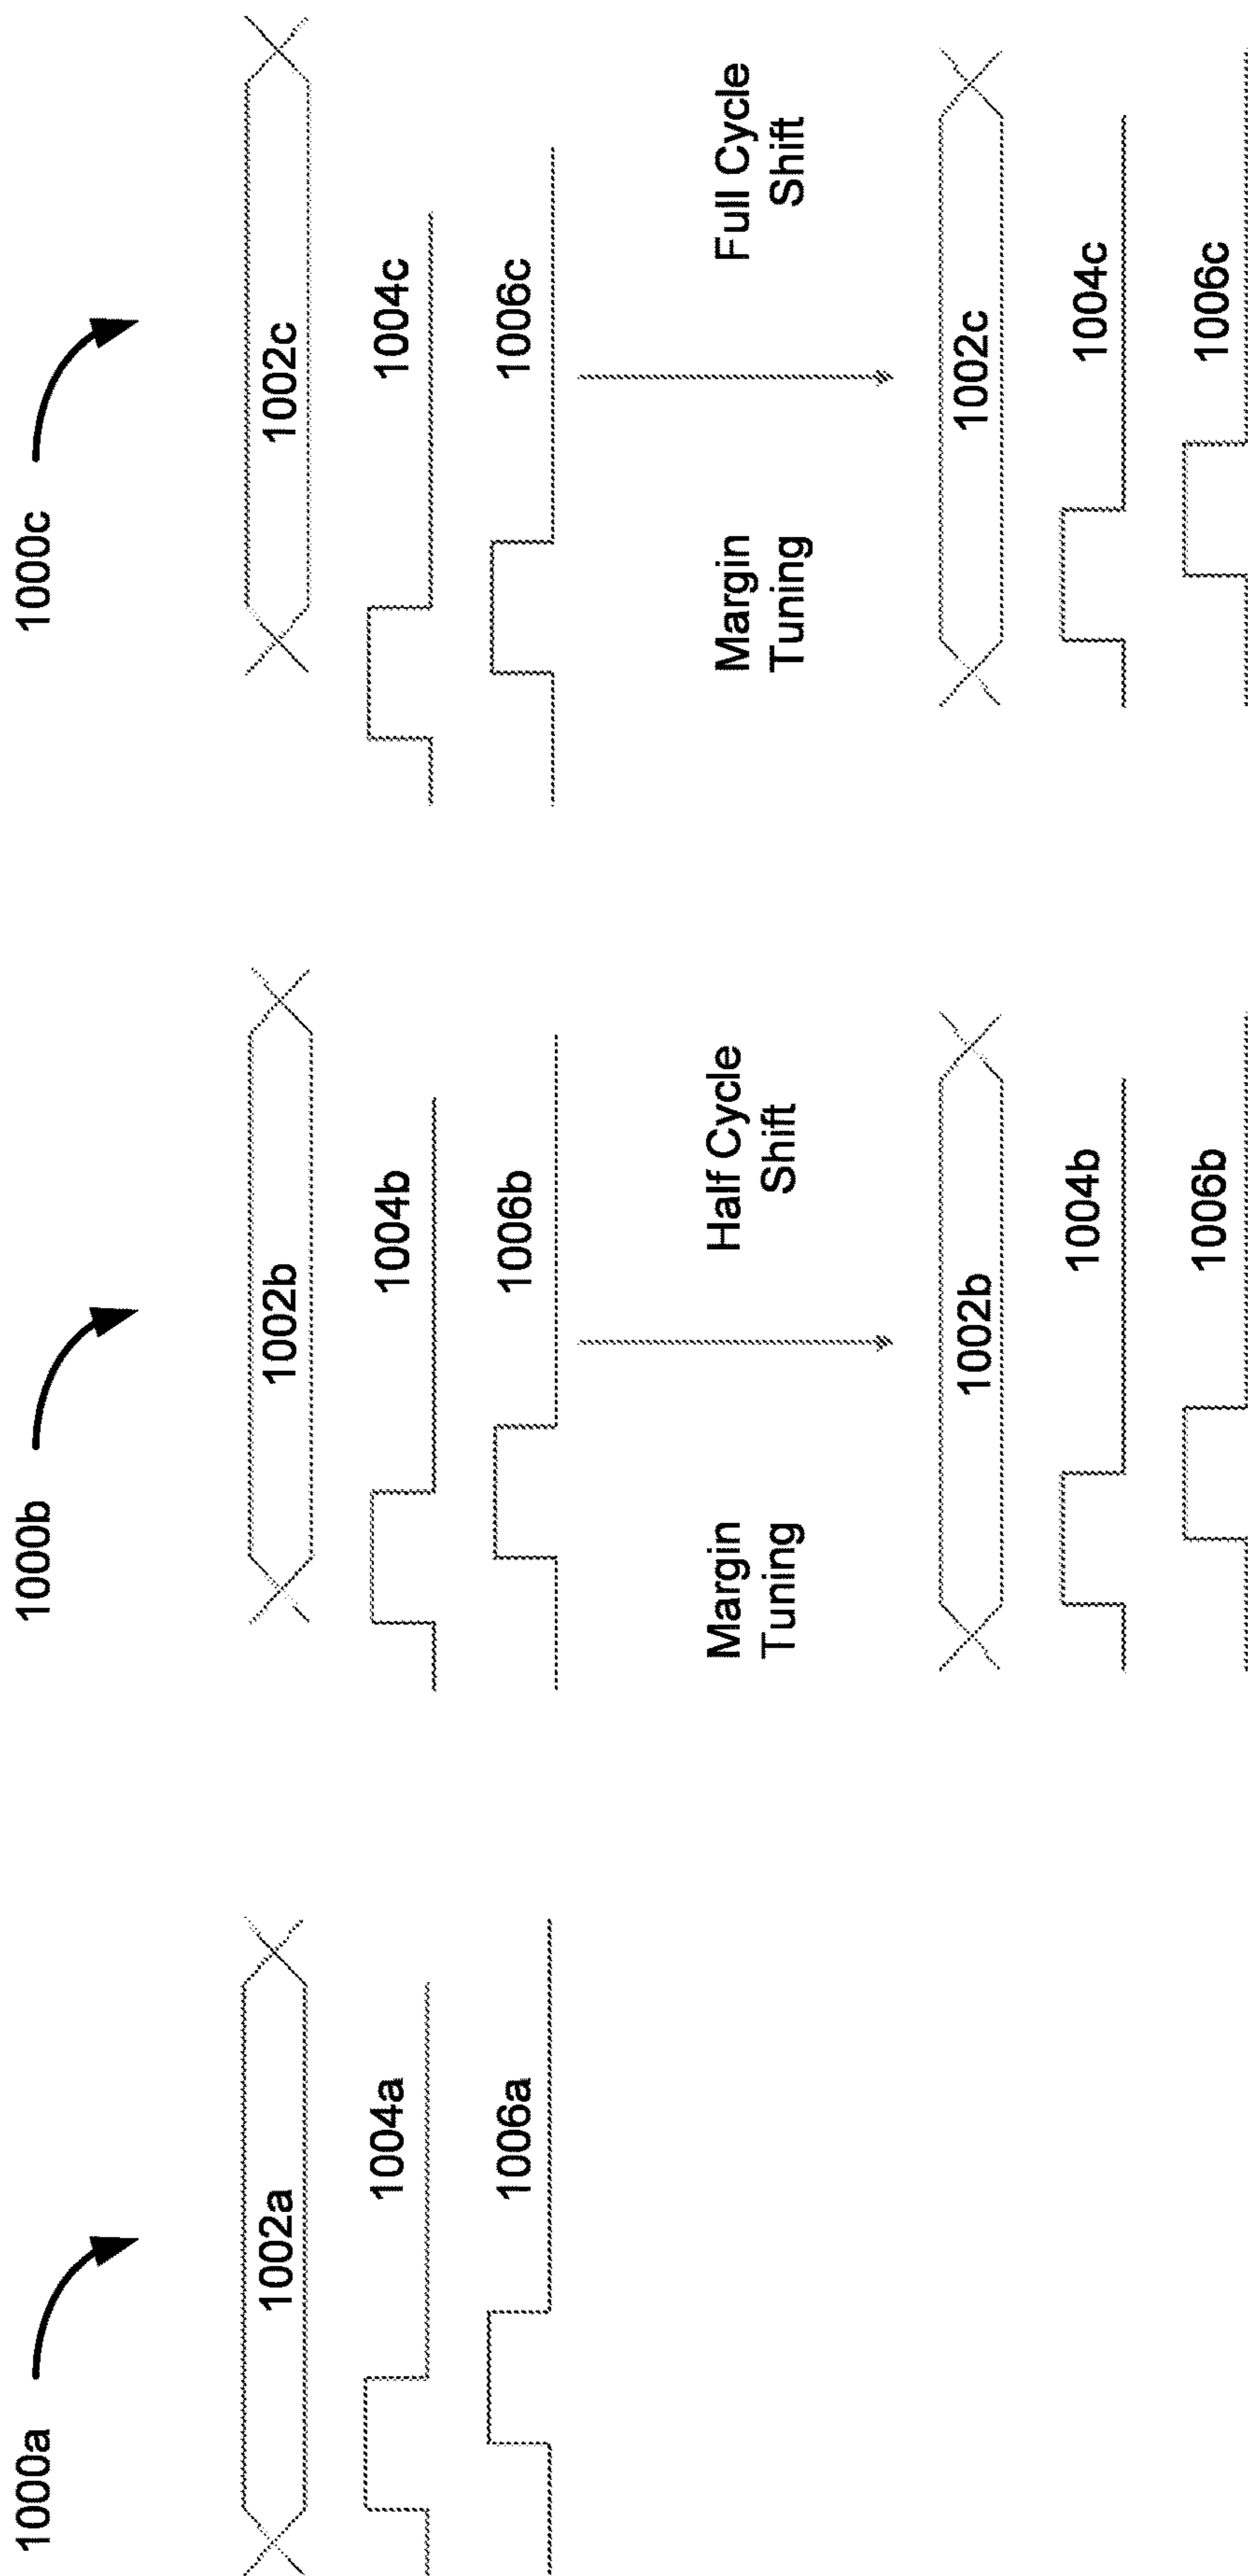 1000a
1002a
1004a
1006a
1000b
1002b
1004b
1006b
Margin
Tuning
Half Cycle
Shift
1002b
1004b
1006b
1000c
1002c
1004c
1006c
Margin
Tuning
Full Cycle
Shift
1002c
1004c
1006c